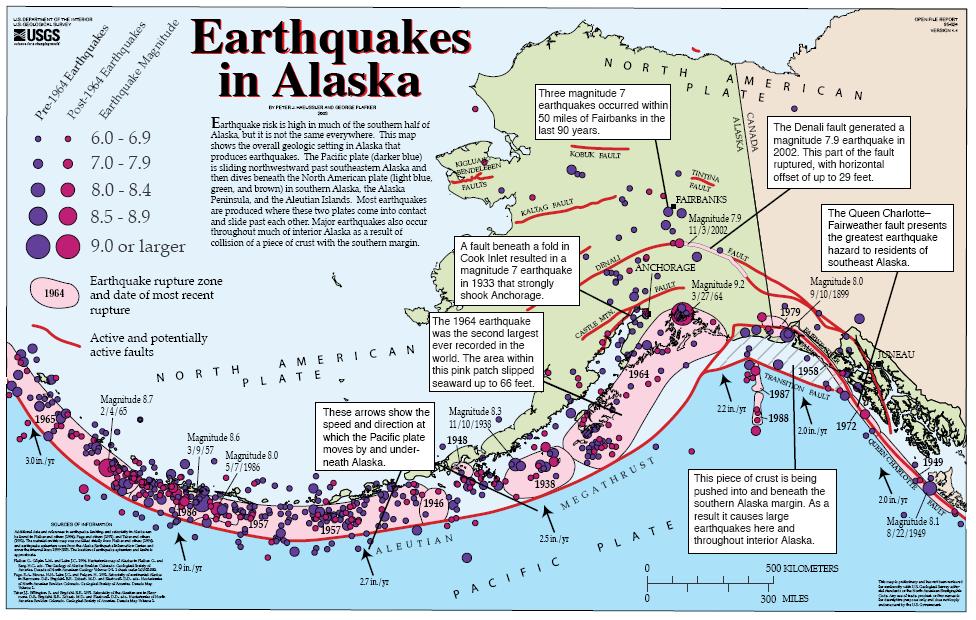 U.S. DEPARTMENT OF THE INTERIOR
U.S. GEOLOGICAL SURVEY
USGS
science for a changing world
Pre-1964 Earthquakes
Post-1964 Earthquakes
Earthquake Magnitude
6.0 - 6.9
7.0 - 7.9
8.0 - 8.4
8.5 - 8.9
9.0 or larger
1964
Earthquake rupture zone
and date of most recent
rupture
Active and potentially
active faults
Earthquakes
in Alaska
BY PETER J. HAEUSSLER AND GEORGE PLAFKER
Earthquake risk is high in much of the southern half of
Alaska, but it is not the same everywhere. This map
shows the overall geologic setting in Alaska that
produces earthquakes. The Pacific plate (darker blue)
is sliding northwestward past southeastern Alaska and
then dives beneath the North American plate (light blue,
green, and brown) in southern Alaska, the Alaska
Peninsula, and the Aleutian Islands. Most earthquakes
are produced where these two plates come into contact
and slide past each other. Major earthquakes also occur
throughout much of interior Alaska as a result of
collision of a piece of crust with the southern margin.
OPEN FILE REPORT
NORTH AMERICAN
PLATE
ALASKA
CANADA
Three magnitude 7
earthquakes occurred within
50 miles of Fairbanks in the
last 90 years.
The Denali fault generated a
magnitude 7.9 earthquake in
2002. This part of the fault
ruptured, with horizontal
offset of up to 29 feet.
The Queen Charlotte–
Fairweather fault presents
the greatest earthquake
hazard to residents of
southeast Alaska.
KIGLUAIK
BENDELEBEN
FAULTS
KOBUK FAULT
TINTINA
FAULT
KALTAG FAULT
FAIRBANKS
Magnitude 7.9
11/3/2002
A fault beneath a fold in
Cook Inlet resulted in a
magnitude 7 earthquake
in 1933 that strongly
shook Anchorage.
DENALI
FAULT
ANCHORAGE
CASTLE MTN.
FAULT
Magnitude 9.2
3/27/64
Magnitude 8.0
9/10/1899
1979
The 1964 earthquake
was the second largest
ever recorded in the
world. The area within
this pink patch slipped
seaward up to 66 feet.
JUNEAU
1964
1958
TRANSITION FAULT
1987
1988
1972
2.2 in./yr
2.0 in./yr
NORTH AMERICAN
PLATE
These arrows show the
speed and direction at
which the Pacific plate
moves by and under-
neath Alaska.
Magnitude 8.3
11/10/1938
1948
1938
1965
Magnitude 8.7
2/4/65
Magnitude 8.6
3/9/57
Magnitude 8.0
5/7/1986
1986
1957
1957
1946
3.0 in./yr
2.9 in./yr
2.7 in./yr
2.5 in./yr
ALEUTIAN
MEGATHRUST
PACIFIC PLATE
This piece of crust is being
pushed into and beneath the
southern Alaska margin. As a
result it causes large
earthquakes here and
throughout interior Alaska.
QUEEN CHARLOTTE
FAULT
1949
2.0 in./yr
Magnitude 8.1
8/22/1949
0 500 KILOMETERS
0 300 MILES
SOURCES OF INFORMATION